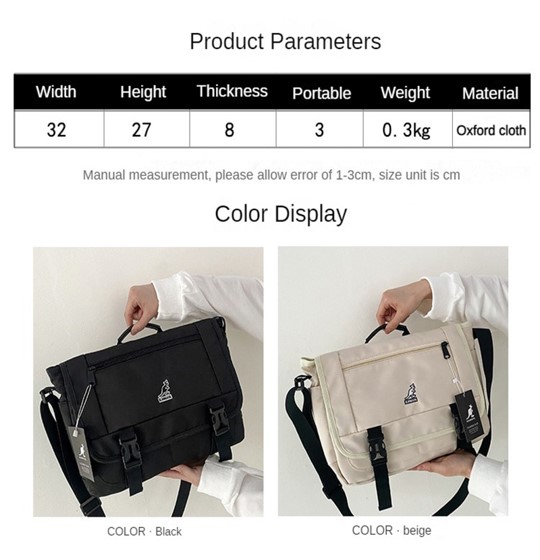 Product Parameters
Width Height Thickness Portable Weight Material
32 27 8 3 0.3kg Oxford cloth
Manual measurement, please allow error of 1-3cm, size unit is cm
Color Display
COLOR · Black
COLOR · beige